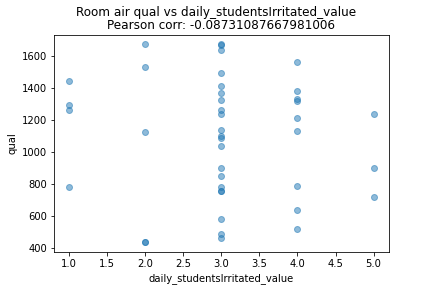 Room air qual vs daily_studentsIrritated_value
Pearson corr: -0.08731087667981006
1600
1400
1200
1000
800
600
400
qual
1.0 1.5 2.0 2.5 3.0 3.5 4.0 4.5 5.0
daily_studentsIrritated_value